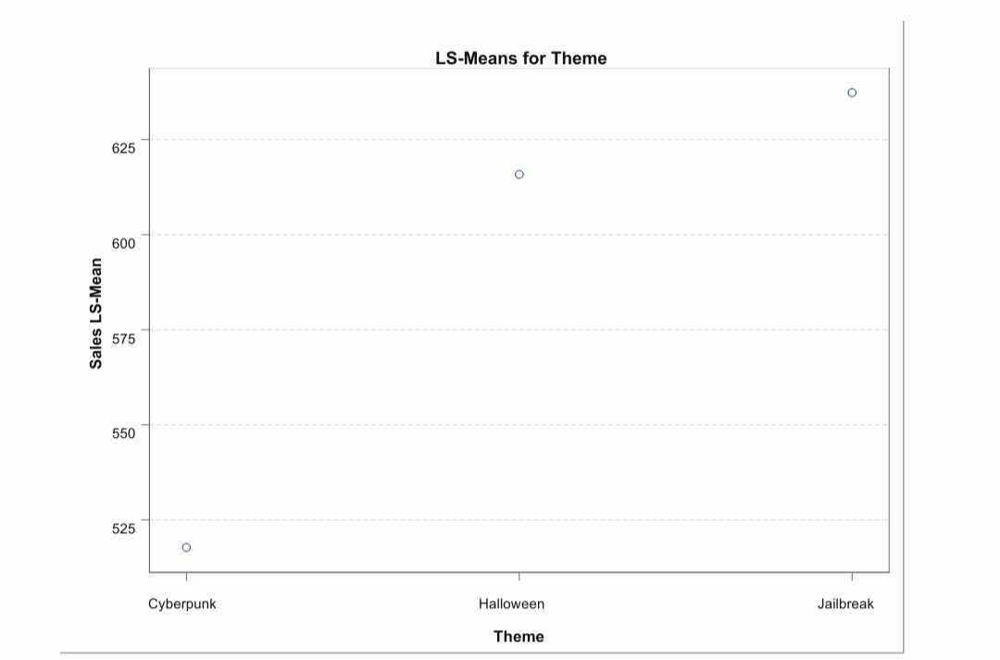 LS-Means for Theme
625
600
575
550
525
Sales LS-Mean
Cyberpunk
Halloween
Jailbreak
Theme